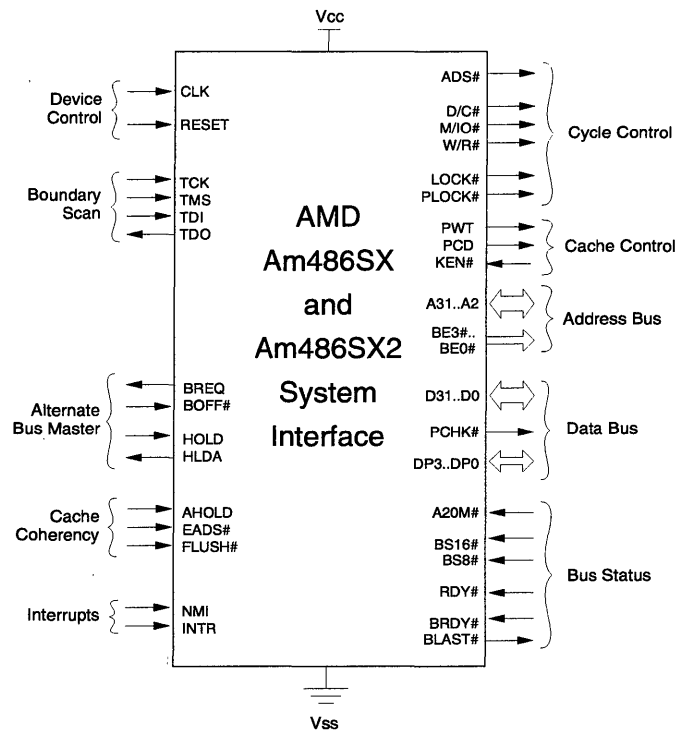 Vcc
Device
Control
CLK
RESET
Boundary
Scan
TCK
TMS
TDI
TDO
Alternate
Bus Master
BREQ
BOFF#
HOLD
HLDA
Cache
Coherency
AHOLD
EADS#
FLUSH#
Interrupts
NMI
INTR
AMD
Am486SX
and
Am486SX2
System
Interface
ADS#
D/C#
M/IO#
W/R#
LOCK#
PLOCK#
Cycle Control
PWT
PCD
KEN#
Cache Control
A31..A2
BE3#..
BE0#
Address Bus
D31..D0
PCHK#
DP3..DP0
Data Bus
A20M#
BS16#
BS8#
RDY#
BRDY#
BLAST#
Bus Status
Vss